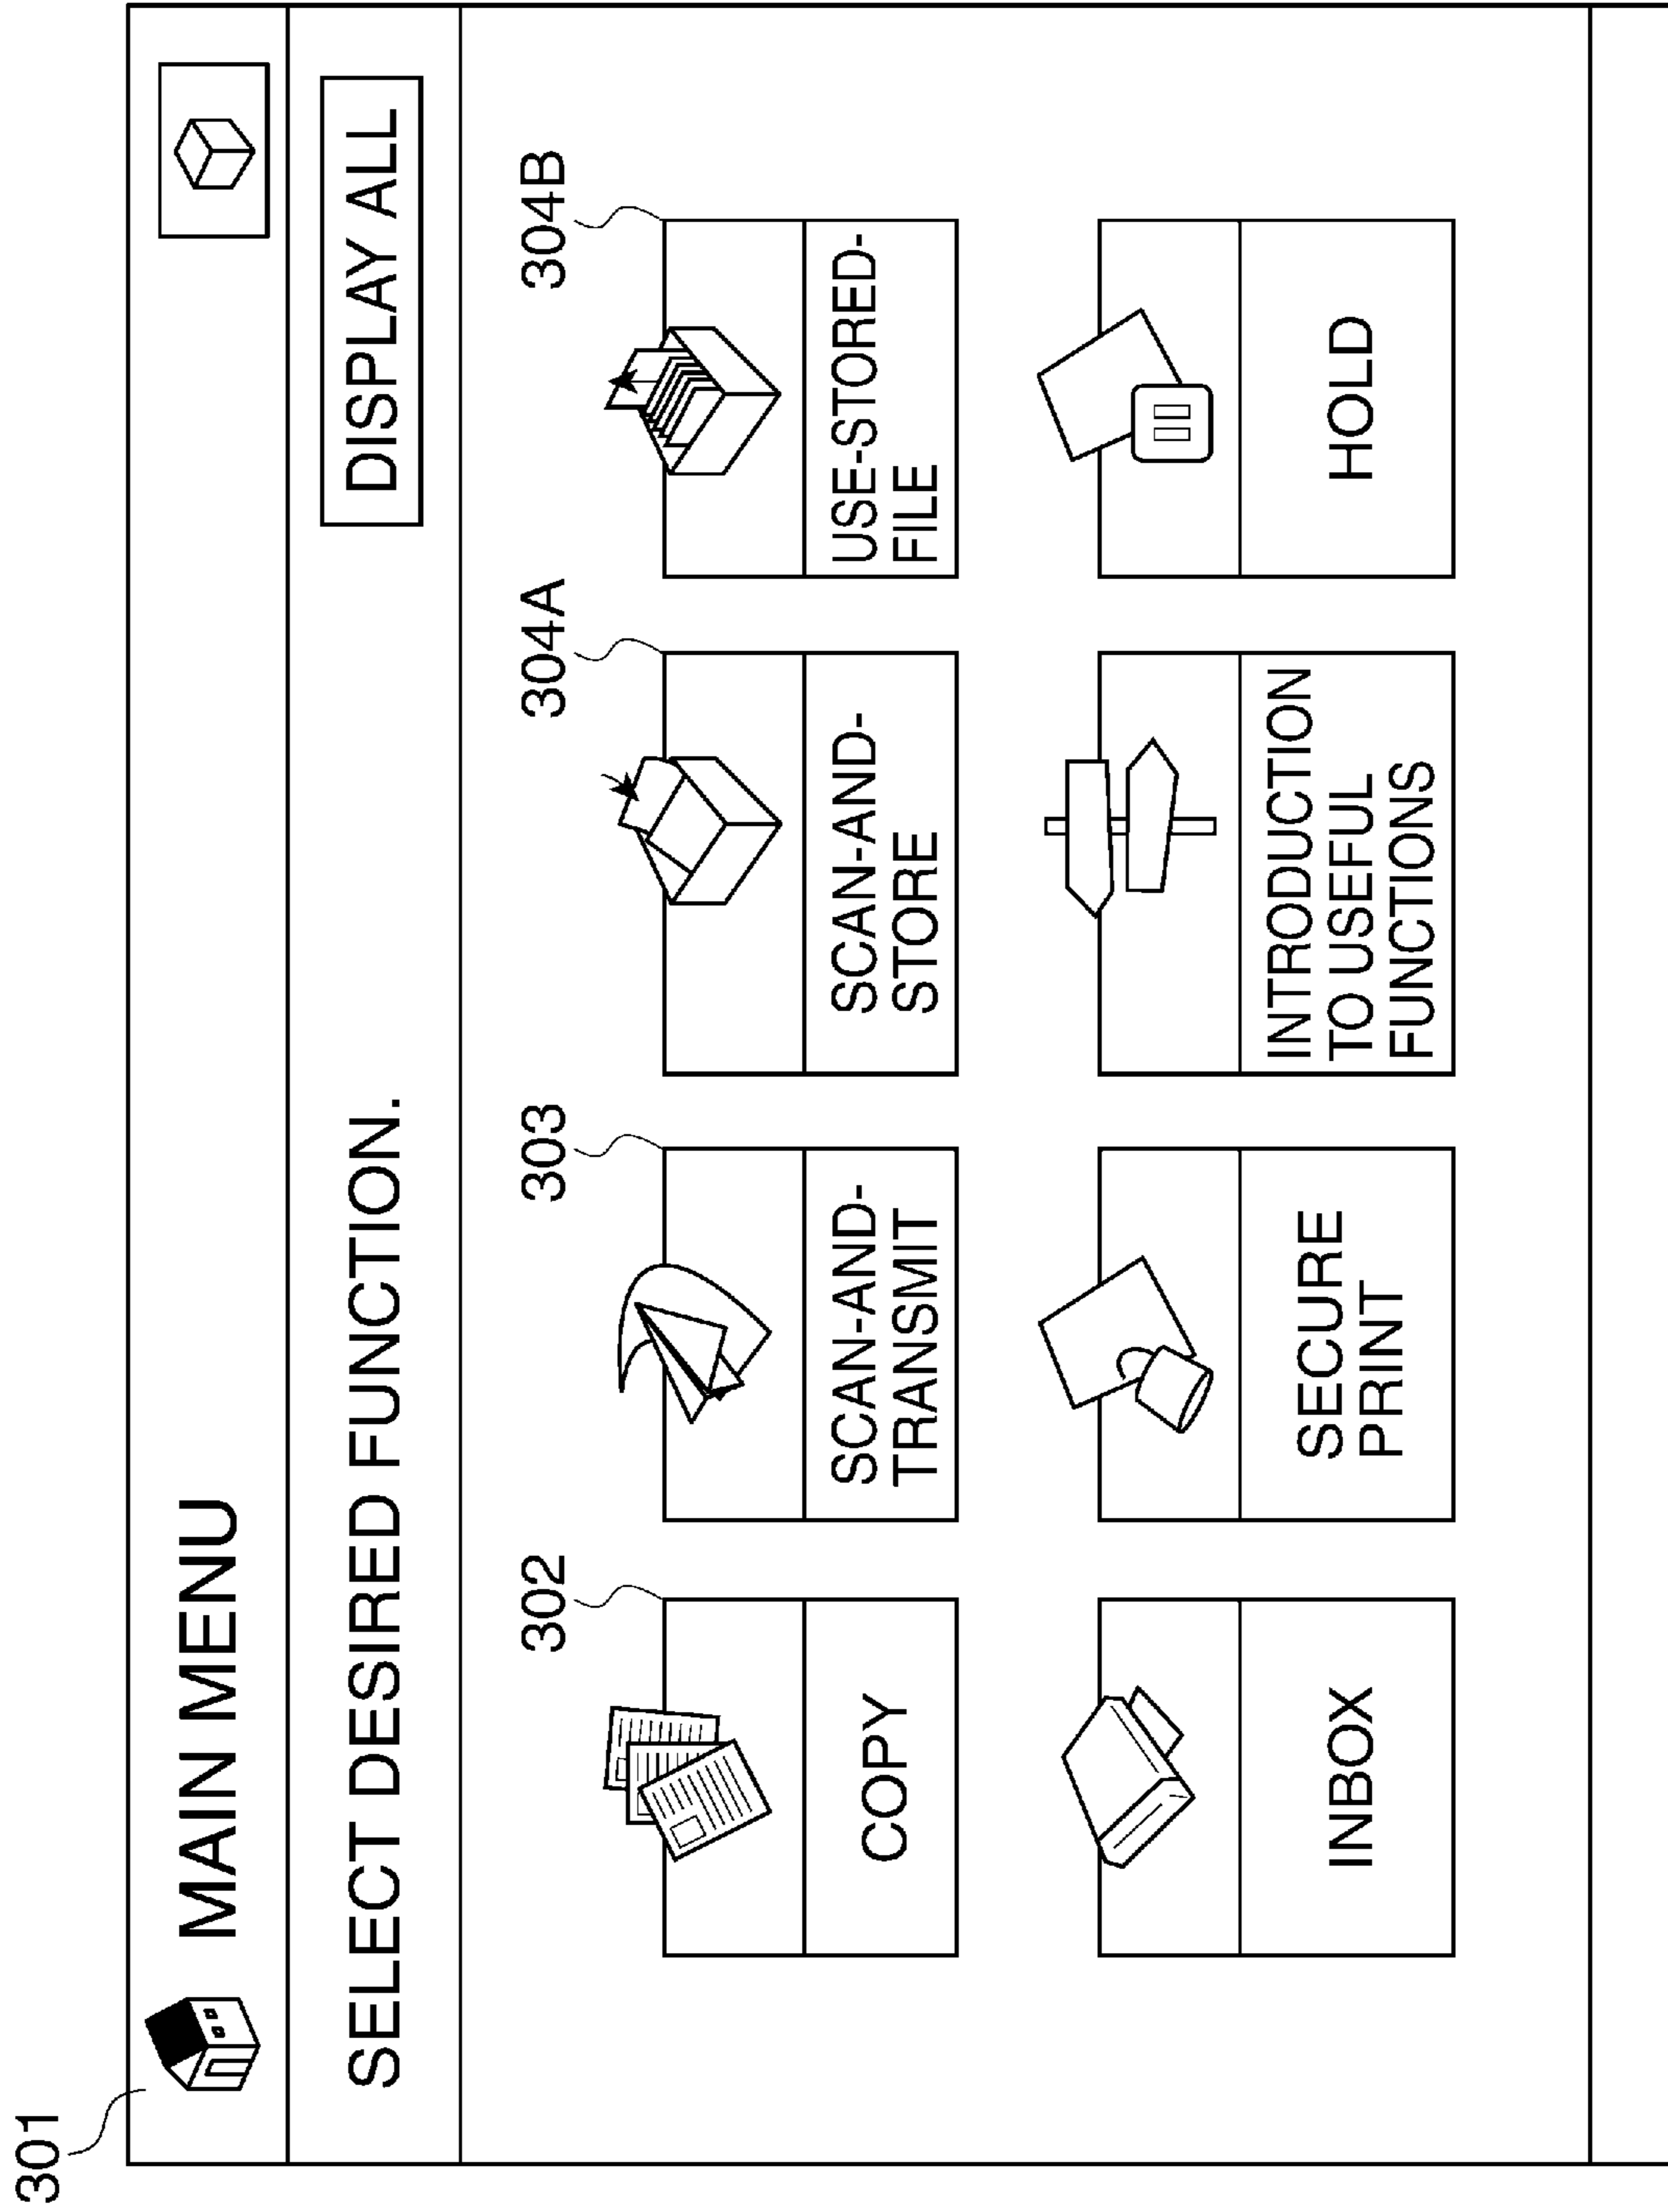 301
MAIN MENU
SELECT DESIRED FUNCTION.
DISPLAY ALL
302
COPY
303
SCAN-AND-
TRANSMIT
304A
SCAN-AND-
STORE
304B
USE-STORED-
FILE
INBOX
SECURE
PRINT
INTRODUCTION
TO USEFUL
FUNCTIONS
HOLD